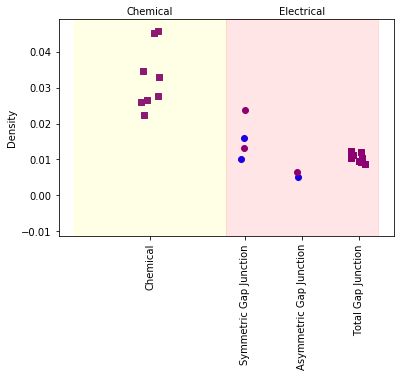 Chemical Electrical
0.04
0.03
0.02
0.01
0.00
−0.01
Density
Chemical
Symmetric Gap Junction
Asymmetric Gap Junction
Total Gap Junction